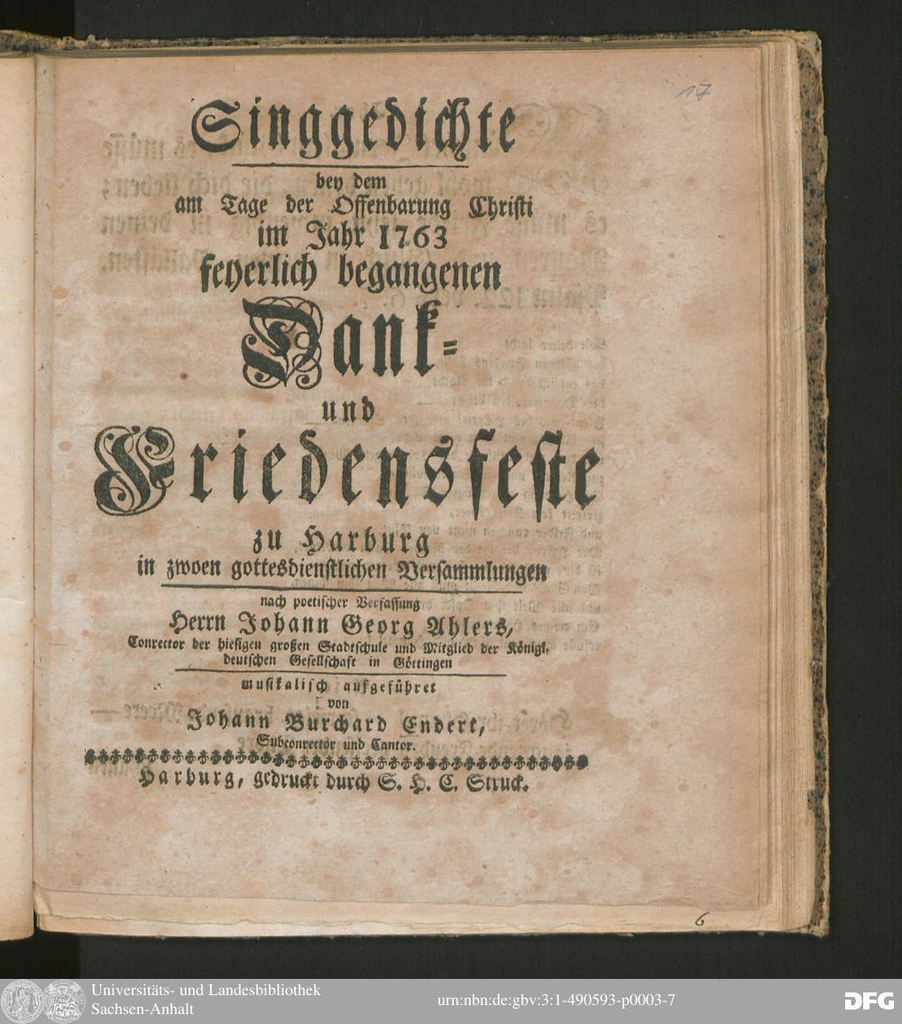 17
Singgedichte
bey dem
am Tage der Offenbarung Christi
im Jahr 1763
feyerlich begangenen
Dank-
und
Friedensfeste
zu Harburg
in zwoen gottesdienstlichen Versammlungen
nach poetischer Verfassung
Herrn Johann Georg Ahlers,
Conrector der hiesigen großen Stadtschule und Mitglied der Königl.
deutschen Gesellschaft in Göttingen
musikalisch aufgeführet
von
Johann Burchard Endert,
Subconrector und Cantor.
Harburg, gedruckt durch S. H. C. Struck.
6
Universitäts- und Landesbibliothek
Sachsen-Anhalt
urn:nbn:de:gbv:3:1-490593-p0003-7
DFG